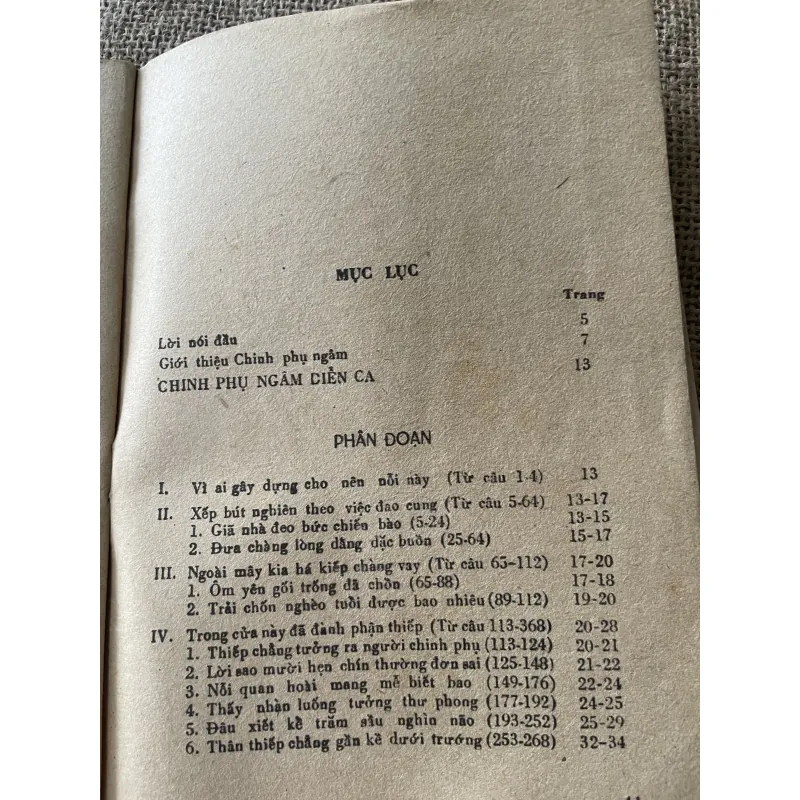 MỤC LỤC
Trang
Lời nói đầu 5
Giới thiệu Chinh phụ ngâm 7
CHINH PHỤ NGÂM DIỄN CA 13
PHÂN ĐOẠN
I. Vì ai gây dựng cho nên nỗi này (Từ câu 1-4) 13
II. Xếp bút nghiên theo việc đao cung (Từ câu 5-64) 13-17
1. Giã nhà đeo bức chiến bào (5-24) 13-15
2. Đưa chàng lòng dằng dặc buồn (25-64) 15-17
III. Ngoài mây kia há kiếp chàng vay (Từ câu 65-112) 17-20
1. Ôm yên gối trống đã chồn (65-88) 17-18
2. Trải chốn nghèo tuổi được bao nhiêu (89-112) 19-20
IV. Trong cửa này đã đành phận thiếp (Từ câu 113-368) 20-28
1. Thiếp chẳng tưởng ra người chinh phụ (113-124) 20-21
2. Lời sao mười hẹn chín thường đơn sai (125-148) 21-22
3. Nỗi quan hoài mang mể biết bao (149-176) 22-24
4. Thấy nhạn luống tưởng thư phong (177-192) 24-25
5. Đâu xiết kể trăm sầu nghìn não (193-252) 25-29
6. Thân thiếp chẳng gần kề dưới trướng (253-268) 32-34